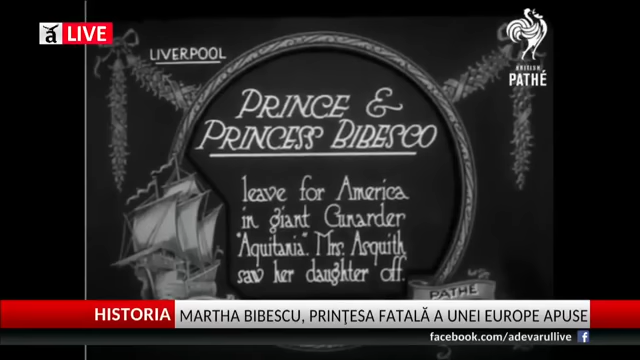 á LIVE
LIVERPOOL
BRITISH
PATHÉ
PRINCE &
PRINCESS BIBESCO
leave for America
in giant Cunarder
"Aquitania". Mrs. Asquith
saw her daughter off.
PATHE
HISTORIA MARTHA BIBESCU, PRINŢESA FATALĂ A UNEI EUROPE APUSE
facebook.com/adevarullive f